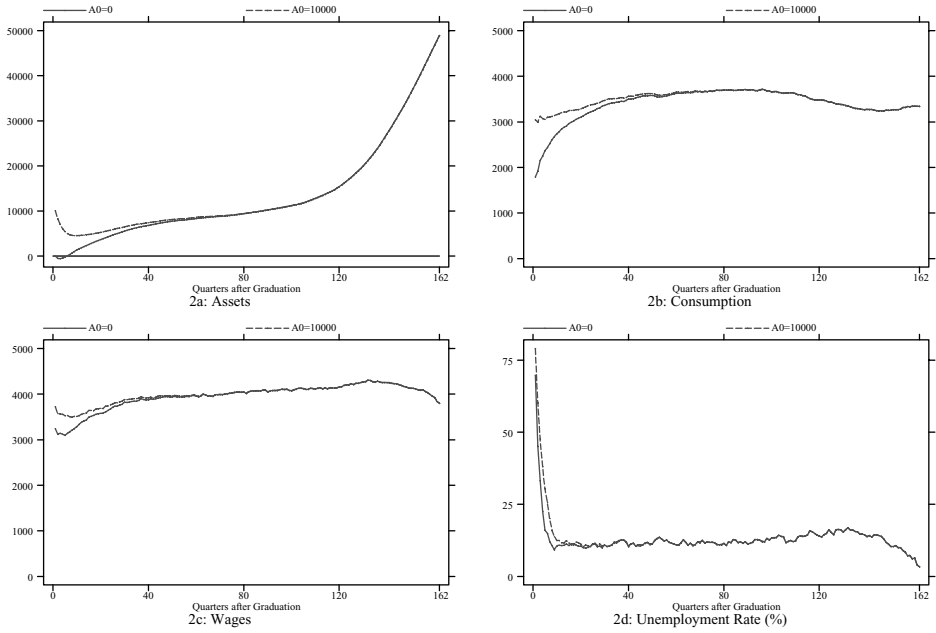 A0=0 A0=10000
50000
40000
30000
20000
10000
0
0 40 80 120 162
Quarters after Graduation
2a: Assets
A0=0 A0=10000
5000
4000
3000
2000
1000
0
0 40 80 120 162
Quarters after Graduation
2b: Consumption
A0=0 A0=10000
5000
4000
3000
2000
1000
0
0 40 80 120 162
Quarters after Graduation
2c: Wages
A0=0 A0=10000
75
50
25
0
0 40 80 120 162
Quarters after Graduation
2d: Unemployment Rate (%)